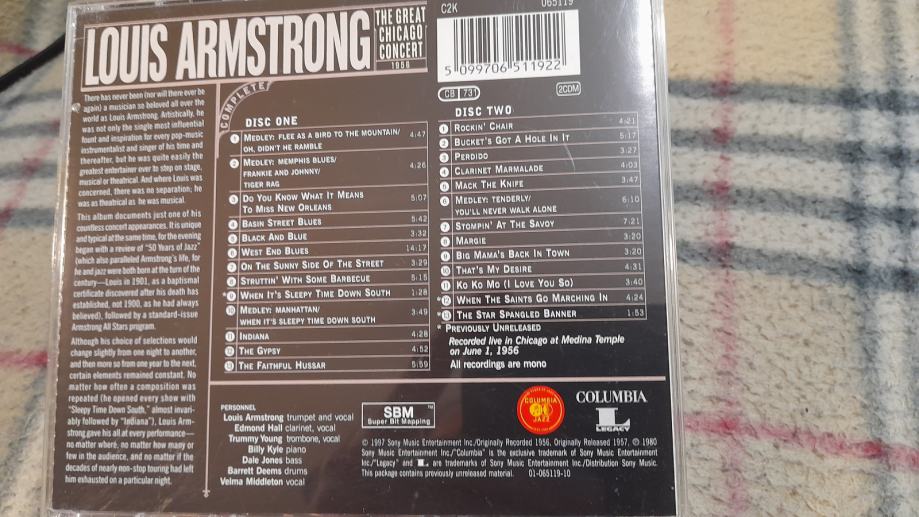 LOUIS ARMSTRONG
THE GREAT
CHICAGO
CONCERT
1956
COMPLETE
C2K
065119
5 099706 511922
CB 731
2CDM
There has never been (nor will there ever be
again) a musician so beloved all over the
world as Louis Armstrong. Artistically, he
was not only the single most influential
fount and inspiration for every pop-music
instrumentalist and singer of his time and
thereafter, but he was quite easily the
greatest entertainer ever to step on stage,
musical or theatrical. And where Louis was
concerned, there was no separation; he
was as theatrical as he was musical.
This album documents just one of his
countless concert appearances. It is unique
and typical at the same time, for the evening
began with a review of "50 Years of Jazz"
(which also paralleled Armstrong's life, for
he and jazz were both born at the turn of the
century—Louis in 1901, as a baptismal
certificate discovered after his death has
established, not 1900, as he had always
believed), followed by a standard-issue
Armstrong All Stars program.
Although his choice of selections would
change slightly from one night to another,
and then more so from one year to the next,
certain elements remained constant. No
matter how often a composition was
repeated (he opened every show with
"Sleepy Time Down South," almost invari-
ably followed by "Indiana"), Louis Arm-
strong gave his all at every performance—
no matter where, no matter how many or
few in the audience, and no matter if the
decades of nearly non-stop touring had left
him exhausted on a particular night.
DISC ONE
1 MEDLEY: FLEE AS A BIRD TO THE MOUNTAIN/ 4:47
OH, DIDN'T HE RAMBLE
2 MEDLEY: MEMPHIS BLUES/
FRANKIE AND JOHNNY/ 4:26
TIGER RAG
3 DO YOU KNOW WHAT IT MEANS
TO MISS NEW ORLEANS 5:07
4 BASIN STREET BLUES 5:42
5 BLACK AND BLUE 3:32
6 WEST END BLUES 14:17
7 ON THE SUNNY SIDE OF THE STREET 3:29
8 STRUTTIN' WITH SOME BARBECUE 5:15
*9 WHEN IT'S SLEEPY TIME DOWN SOUTH 1:28
10 MEDLEY: MANHATTAN/ 3:49
WHEN IT'S SLEEPY TIME DOWN SOUTH
11 INDIANA 4:28
12 THE GYPSY 4:52
13 THE FAITHFUL HUSSAR 5:59
DISC TWO
1 ROCKIN' CHAIR 4:21
2 BUCKET'S GOT A HOLE IN IT 5:17
3 PERDIDO 3:27
4 CLARINET MARMALADE 4:03
5 MACK THE KNIFE 3:47
6 MEDLEY: TENDERLY/ 6:10
YOU'LL NEVER WALK ALONE
7 STOMPIN' AT THE SAVOY 7:21
8 MARGIE 3:20
9 BIG MAMA'S BACK IN TOWN 3:20
10 THAT'S MY DESIRE 4:31
11 KO KO MO (I LOVE YOU SO) 3:40
*12 WHEN THE SAINTS GO MARCHING IN 4:24
*13 THE STAR SPANGLED BANNER 1:53
* PREVIOUSLY UNRELEASED
Recorded live in Chicago at Medina Temple
on June 1, 1956
All recordings are mono
PERSONNEL
Louis Armstrong trumpet and vocal
Edmond Hall clarinet, vocal
Trummy Young trombone, vocal
Billy Kyle piano
Dale Jones bass
Barrett Deems drums
Velma Middleton vocal
SBM
Super Bit Mapping
COLUMBIA
JAZZ
COLUMBIA
L
LEGACY
© 1997 Sony Music Entertainment Inc./Originally Recorded 1956, Originally Released 1957, ℗ 1980
Sony Music Entertainment Inc./"Columbia" is the exclusive trademark of Sony Music Entertainment
Inc./"Legacy" and L are trademarks of Sony Music Entertainment Inc./Distribution Sony Music.
This package contains previously unreleased material. 01-065119-10